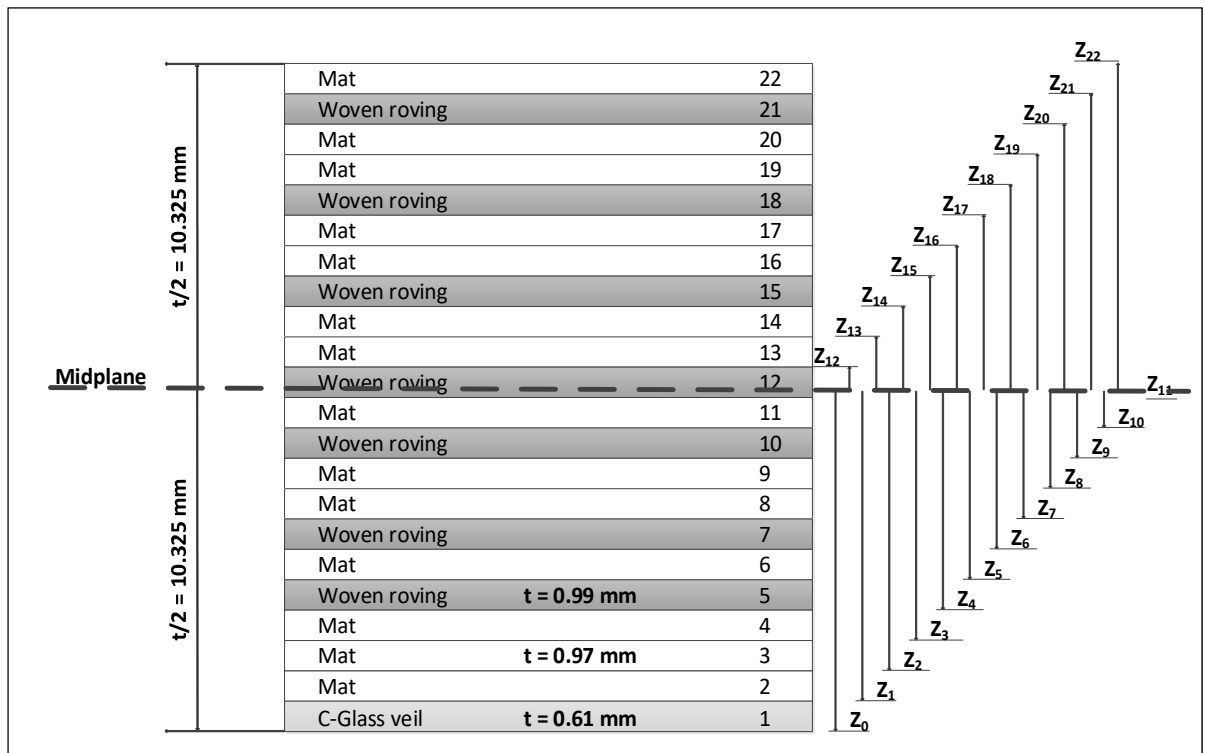 Z₂₂
Mat 22
Z₂₁
Woven roving 21
Z₂₀
Mat 20
Z₁₉
Mat 19
Z₁₈
Woven roving 18
Z₁₇
Mat 17
Z₁₆
Mat 16
Z₁₅
Woven roving 15
Z₁₄
Mat 14
Z₁₃
Mat 13
Z₁₂
t/2 = 10.325 mm
Midplane
Woven roving 12
Z₁₁
Mat 11
Z₁₀
Woven roving 10
Z₉
Mat 9
Z₈
Mat 8
Z₇
Woven roving 7
Z₆
Mat 6
Z₅
Woven roving t = 0.99 mm 5
Z₄
Mat 4
Z₃
Mat t = 0.97 mm 3
Z₂
Mat 2
Z₁
C-Glass veil t = 0.61 mm 1
Z₀
t/2 = 10.325 mm